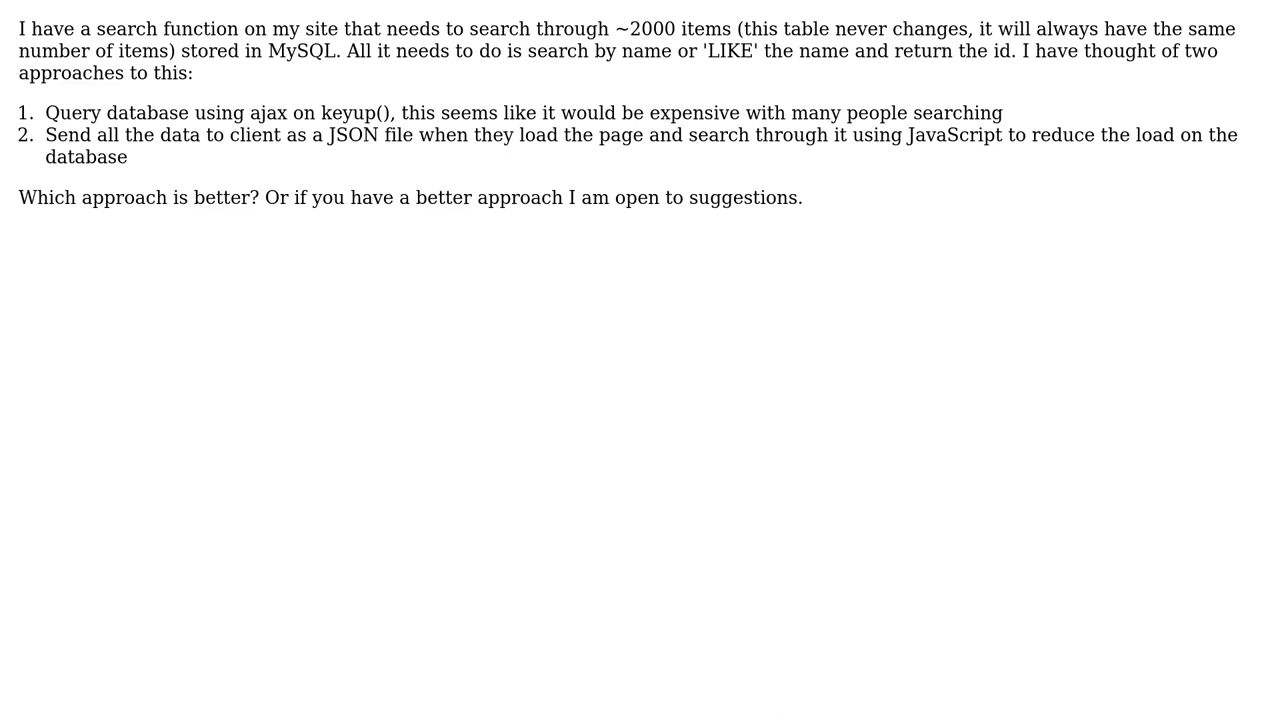 I have a search function on my site that needs to search through ~2000 items (this table never changes, it will always have the same
number of items) stored in MySQL. All it needs to do is search by name or 'LIKE' the name and return the id. I have thought of two
approaches to this:
1. Query database using ajax on keyup(), this seems like it would be expensive with many people searching
2. Send all the data to client as a JSON file when they load the page and search through it using JavaScript to reduce the load on the
database
Which approach is better? Or if you have a better approach I am open to suggestions.